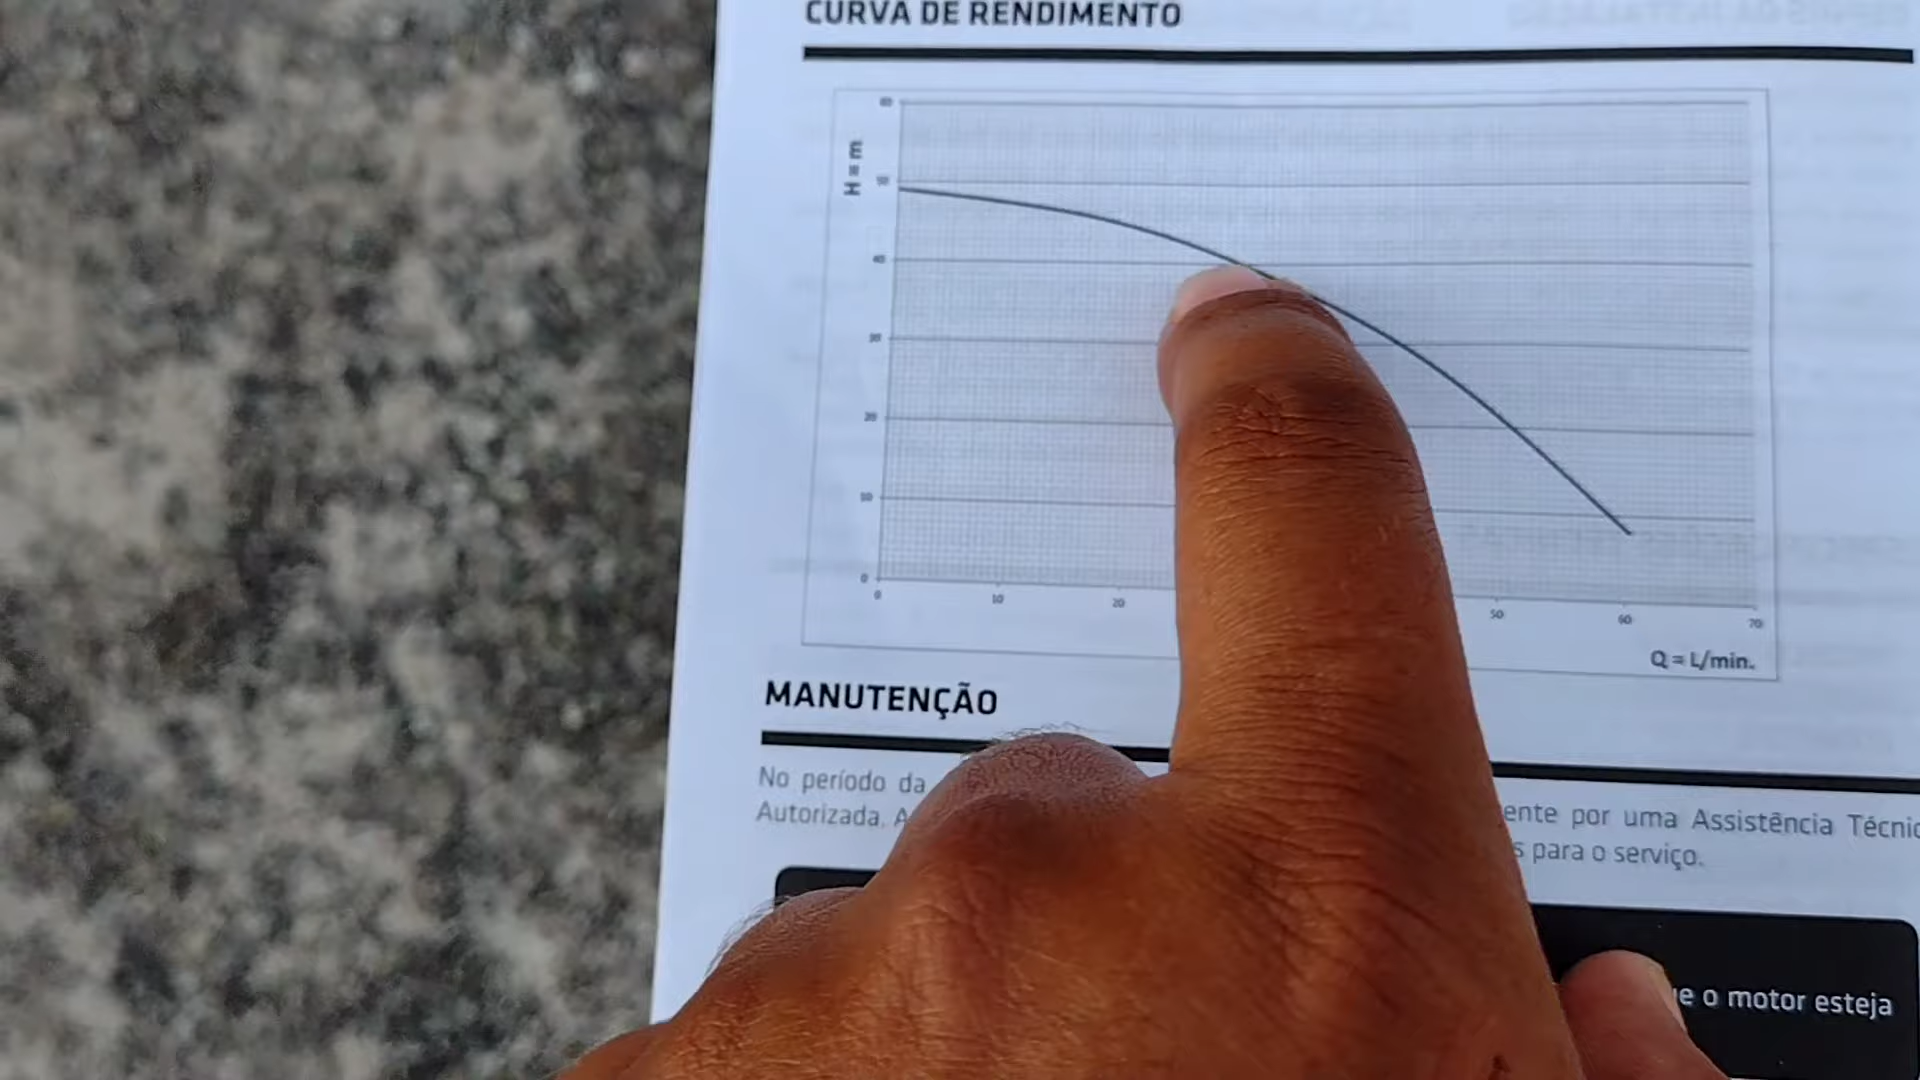 CURVA DE RENDIMENTO
60
H = m
50
40
30
20
10
0
0 10 20 50 60 70
Q = L/min.
MANUTENÇÃO
No período da ente por uma Assistência Técnic
Autorizada. A s para o serviço.
e o motor esteja